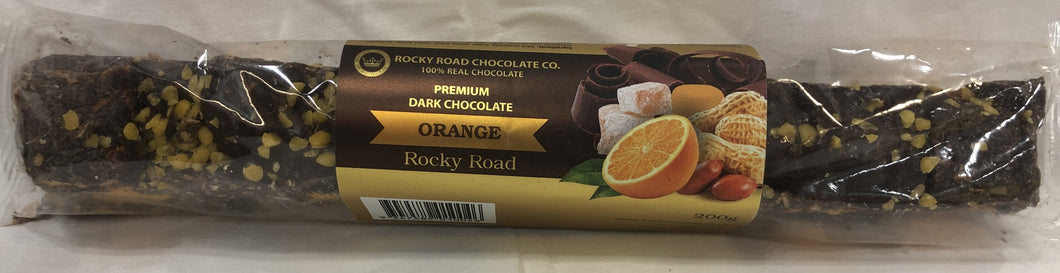 ROCKY ROAD CHOCOLATE CO.
100% REAL CHOCOLATE
PREMIUM
DARK CHOCOLATE
ORANGE
Rocky Road
200g